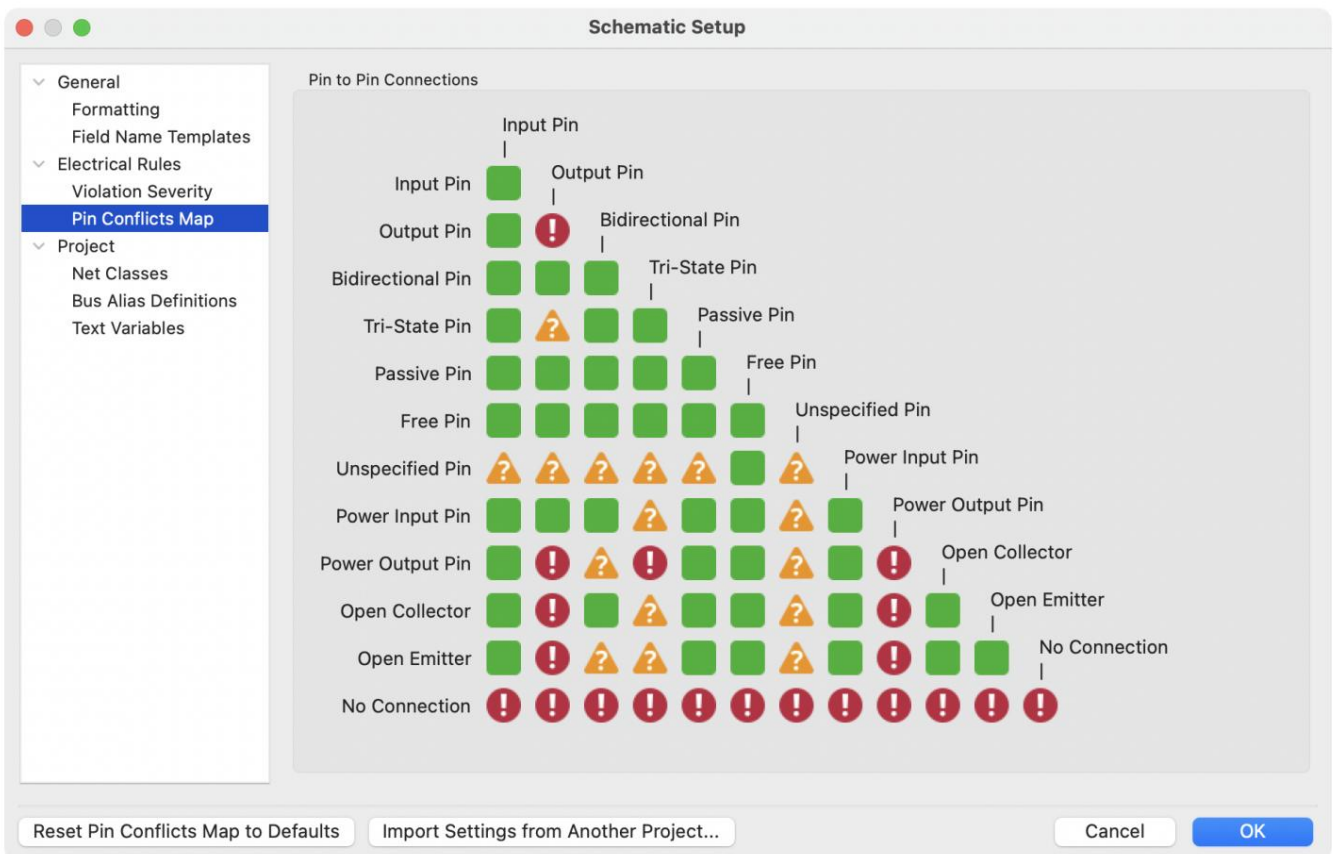 Schematic Setup
General
Formatting
Field Name Templates
Electrical Rules
Violation Severity
Pin Conflicts Map
Project
Net Classes
Bus Alias Definitions
Text Variables
Pin to Pin Connections
Input Pin
Input Pin
Output Pin
Output Pin
Bidirectional Pin
Bidirectional Pin
Tri-State Pin
Tri-State Pin
Passive Pin
Passive Pin
Free Pin
Free Pin
Unspecified Pin
Unspecified Pin
Power Input Pin
Power Input Pin
Power Output Pin
Power Output Pin
Open Collector
Open Collector
Open Emitter
Open Emitter
No Connection
No Connection
Reset Pin Conflicts Map to Defaults
Import Settings from Another Project...
Cancel
OK